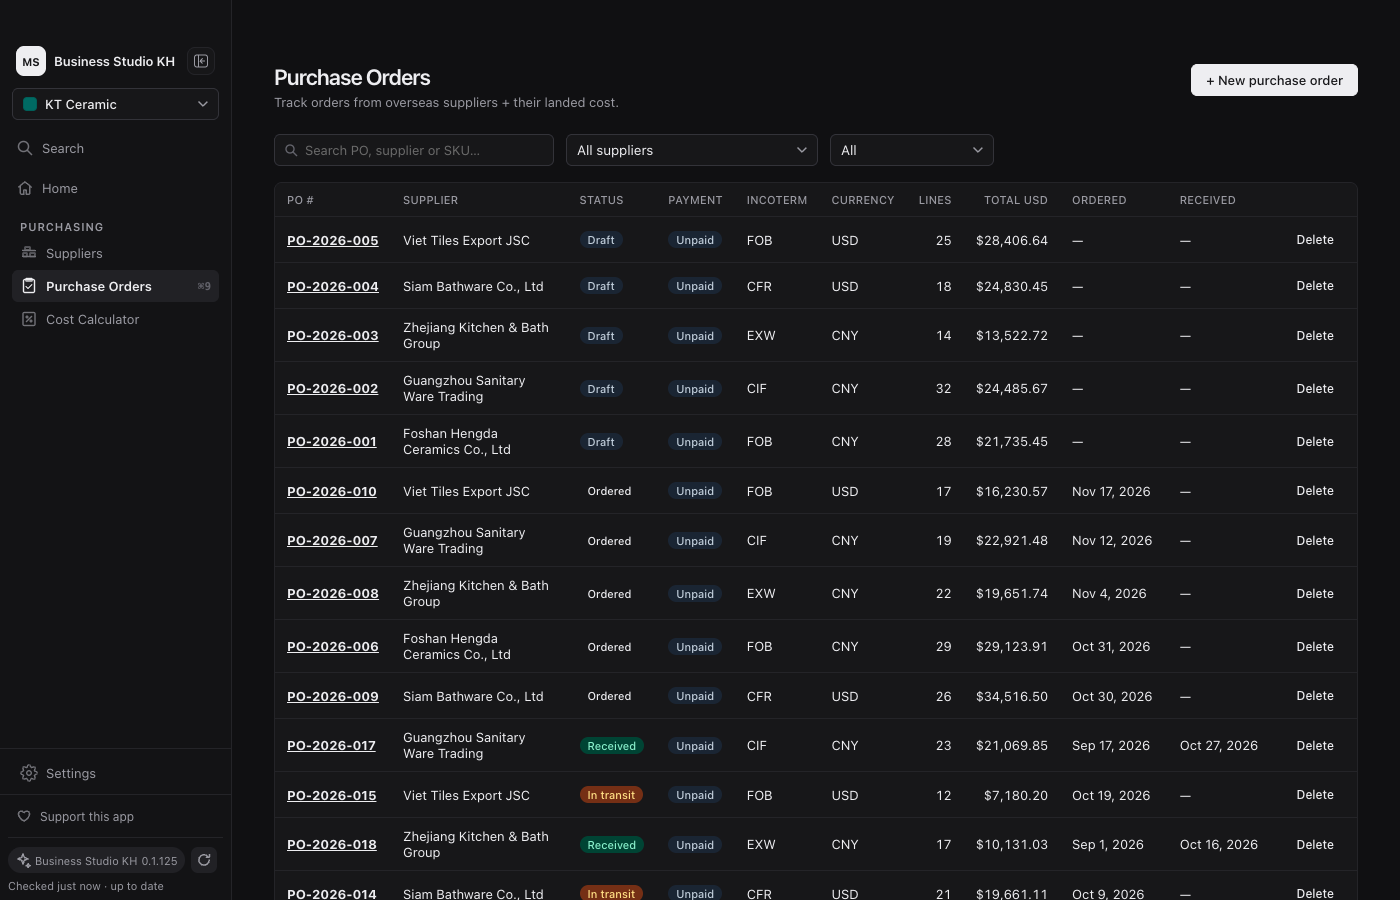 MS Business Studio KH
KT Ceramic
Search
Home
PURCHASING
Suppliers
Purchase Orders ⌘9
Cost Calculator
Settings
Support this app
Business Studio KH 0.1.125
Checked just now · up to date
Purchase Orders
Track orders from overseas suppliers + their landed cost.
+ New purchase order
Search PO, supplier or SKU... All suppliers All
PO # SUPPLIER STATUS PAYMENT INCOTERM CURRENCY LINES TOTAL USD ORDERED RECEIVED
PO-2026-005 Viet Tiles Export JSC Draft Unpaid FOB USD 25 $28,406.64 — — Delete
PO-2026-004 Siam Bathware Co., Ltd Draft Unpaid CFR USD 18 $24,830.45 — — Delete
Zhejiang Kitchen & Bath
PO-2026-003 Group Draft Unpaid EXW CNY 14 $13,522.72 — — Delete
Guangzhou Sanitary
PO-2026-002 Ware Trading Draft Unpaid CIF CNY 32 $24,485.67 — — Delete
Foshan Hengda
PO-2026-001 Ceramics Co., Ltd Draft Unpaid FOB CNY 28 $21,735.45 — — Delete
PO-2026-010 Viet Tiles Export JSC Ordered Unpaid FOB USD 17 $16,230.57 Nov 17, 2026 — Delete
Guangzhou Sanitary
PO-2026-007 Ware Trading Ordered Unpaid CIF CNY 19 $22,921.48 Nov 12, 2026 — Delete
Zhejiang Kitchen & Bath
PO-2026-008 Group Ordered Unpaid EXW CNY 22 $19,651.74 Nov 4, 2026 — Delete
Foshan Hengda
PO-2026-006 Ceramics Co., Ltd Ordered Unpaid FOB CNY 29 $29,123.91 Oct 31, 2026 — Delete
PO-2026-009 Siam Bathware Co., Ltd Ordered Unpaid CFR USD 26 $34,516.50 Oct 30, 2026 — Delete
Guangzhou Sanitary
PO-2026-017 Ware Trading Received Unpaid CIF CNY 23 $21,069.85 Sep 17, 2026 Oct 27, 2026 Delete
PO-2026-015 Viet Tiles Export JSC In transit Unpaid FOB USD 12 $7,180.20 Oct 19, 2026 — Delete
Zhejiang Kitchen & Bath
PO-2026-018 Group Received Unpaid EXW CNY 17 $10,131.03 Sep 1, 2026 Oct 16, 2026 Delete
PO-2026-014 Siam Bathware Co., Ltd In transit Unpaid CFR USD 21 $19,661.11 Oct 9, 2026 — Delete